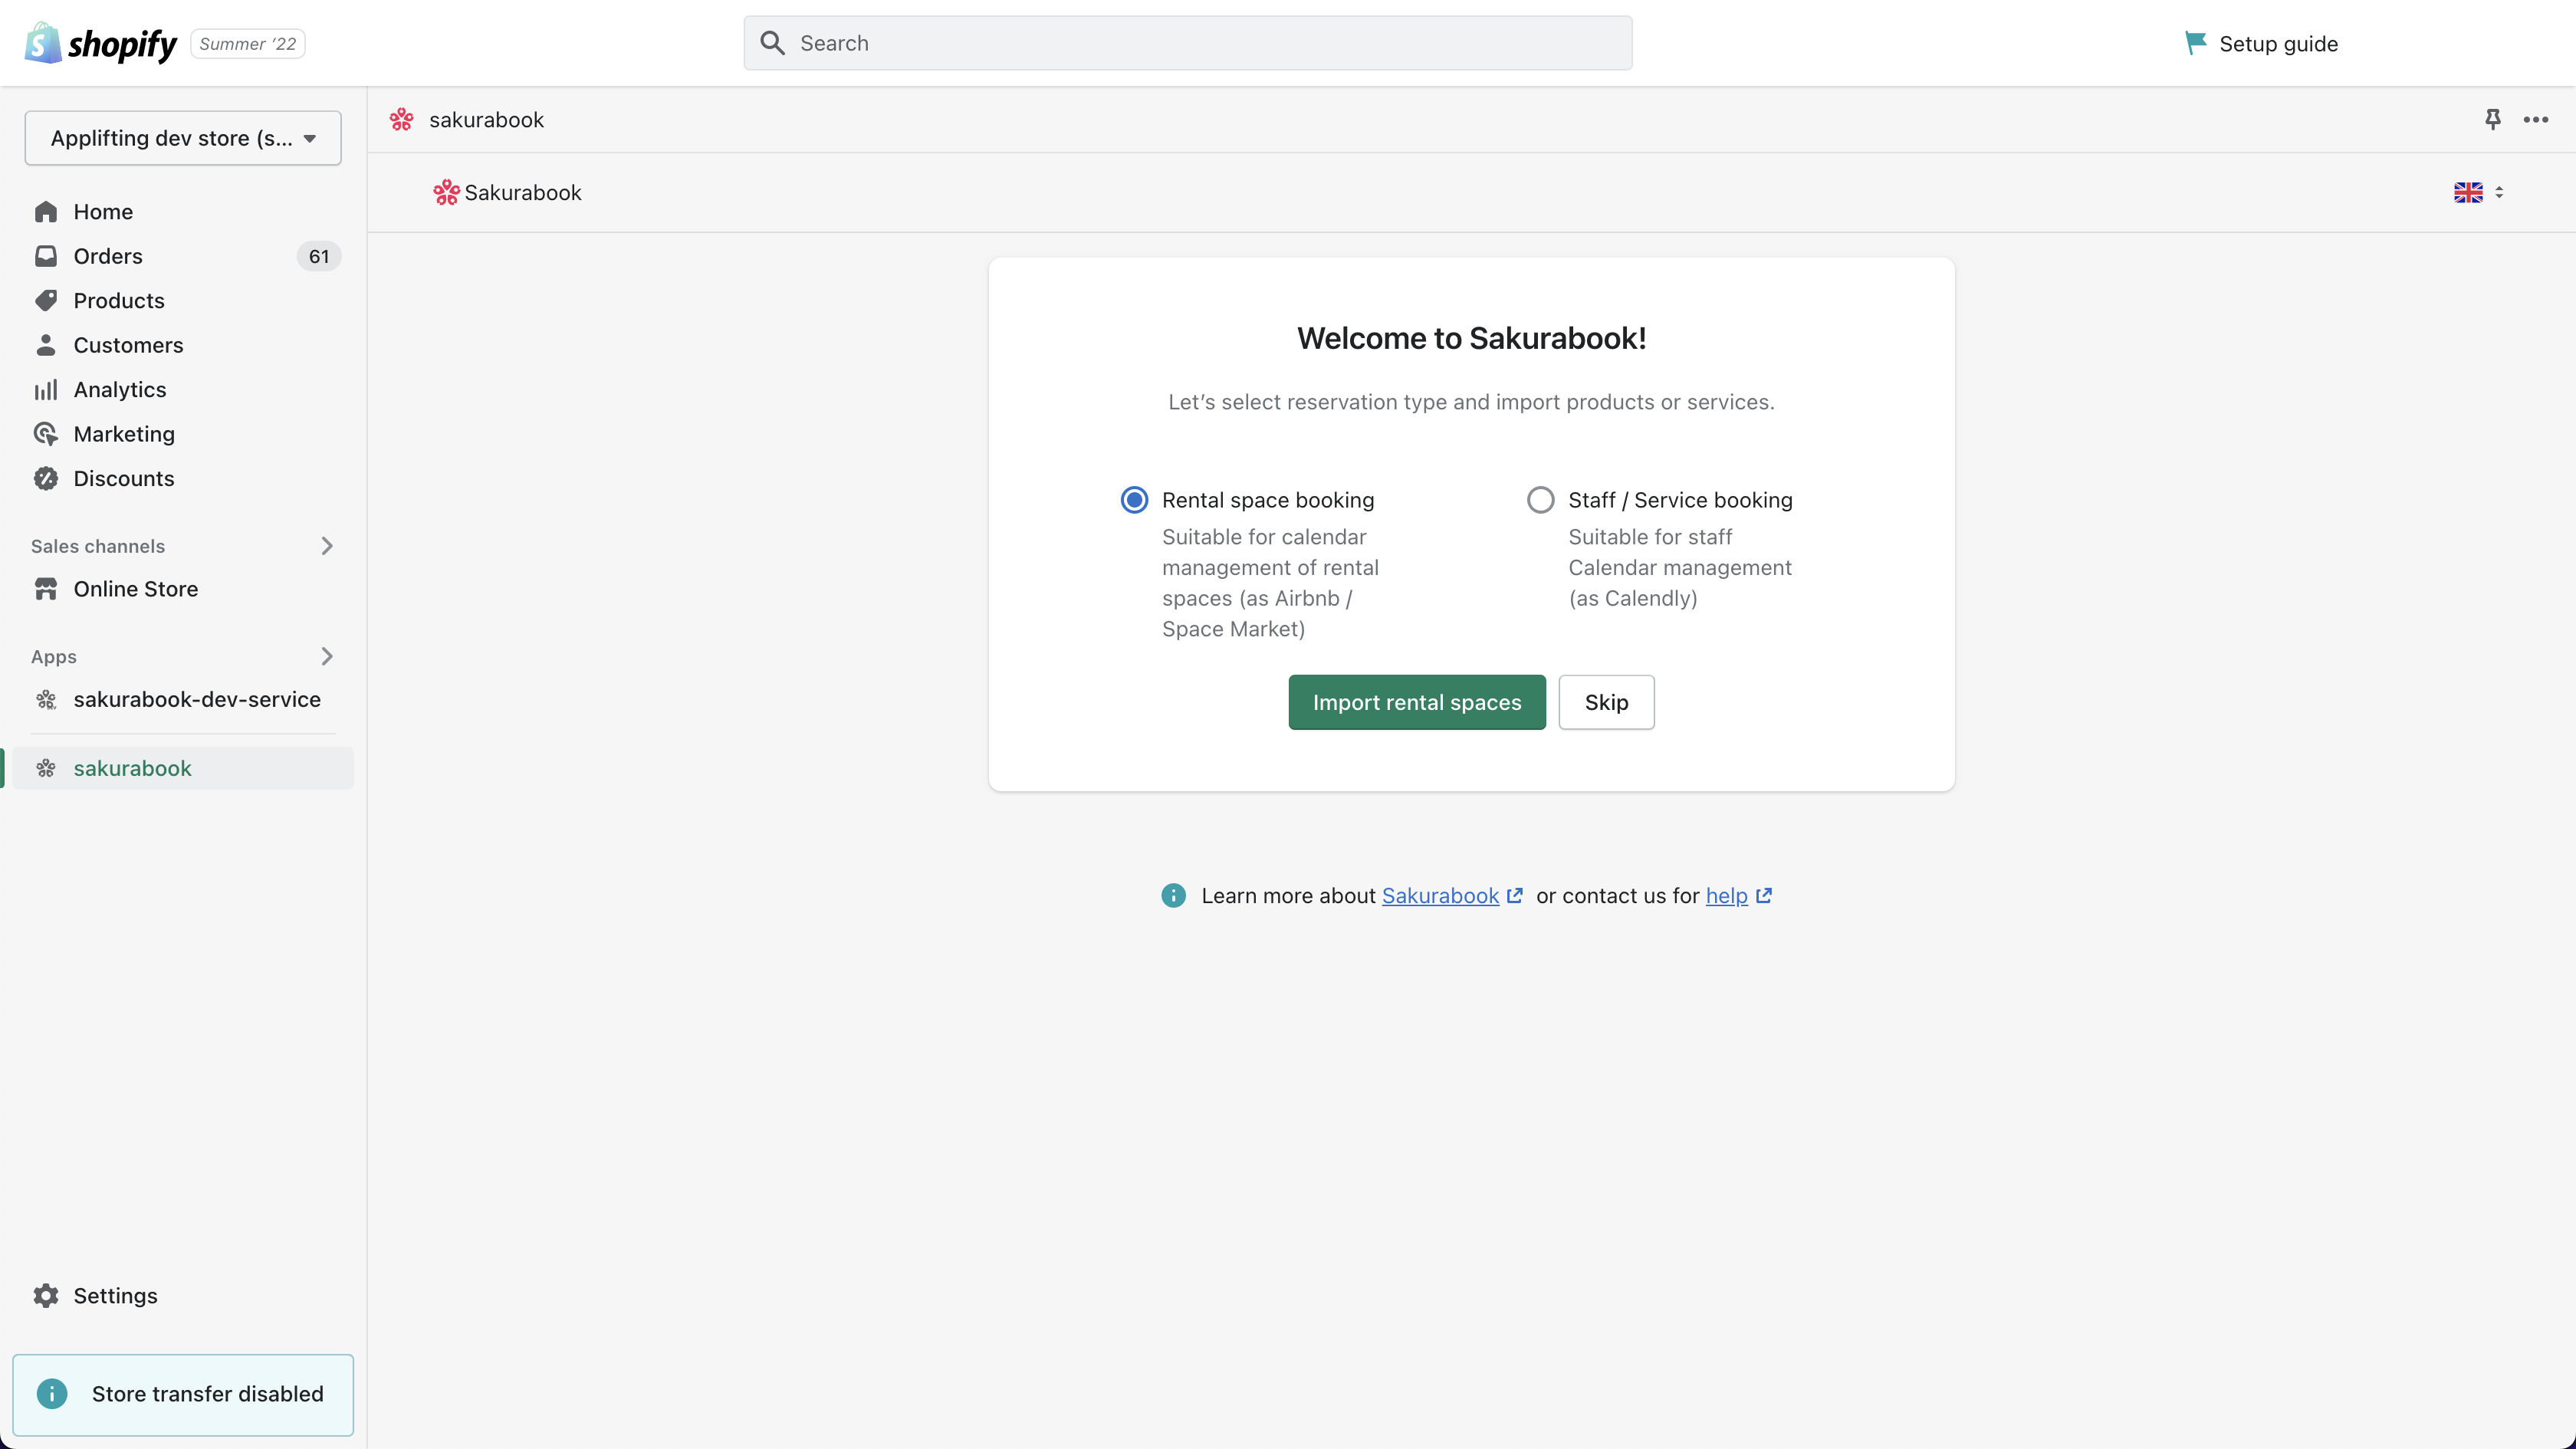 shopify
Summer ’22
Search
Setup guide
Applifting dev store (s...
Home
Orders
61
Products
Customers
Analytics
Marketing
Discounts
Sales channels
Online Store
Apps
sakurabook-dev-service
sakurabook
Settings
Store transfer disabled
sakurabook
Sakurabook
Welcome to Sakurabook!
Let’s select reservation type and import products or services.
Rental space booking
Suitable for calendar
management of rental
spaces (as Airbnb /
Space Market)
Staff / Service booking
Suitable for staff
Calendar management
(as Calendly)
Import rental spaces
Skip
Learn more about Sakurabook or contact us for help